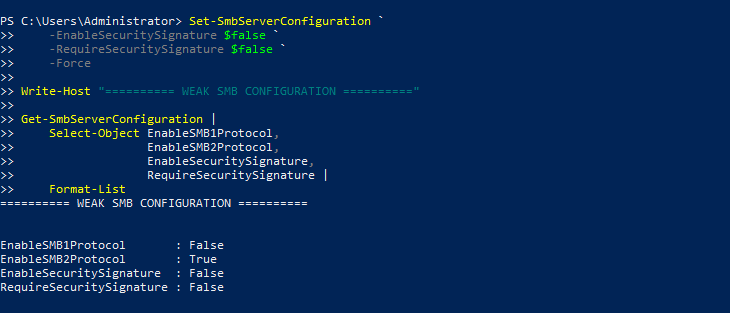 PS C:\Users\Administrator> Set-SmbServerConfiguration `
>>     -EnableSecuritySignature $false `
>>     -RequireSecuritySignature $false `
>>     -Force
>>
>> Write-Host "========== WEAK SMB CONFIGURATION =========="
>>
>> Get-SmbServerConfiguration |
>>     Select-Object EnableSMB1Protocol,
>>                   EnableSMB2Protocol,
>>                   EnableSecuritySignature,
>>                   RequireSecuritySignature |
>>     Format-List
========== WEAK SMB CONFIGURATION ==========
EnableSMB1Protocol       : False
EnableSMB2Protocol       : True
EnableSecuritySignature  : False
RequireSecuritySignature : False